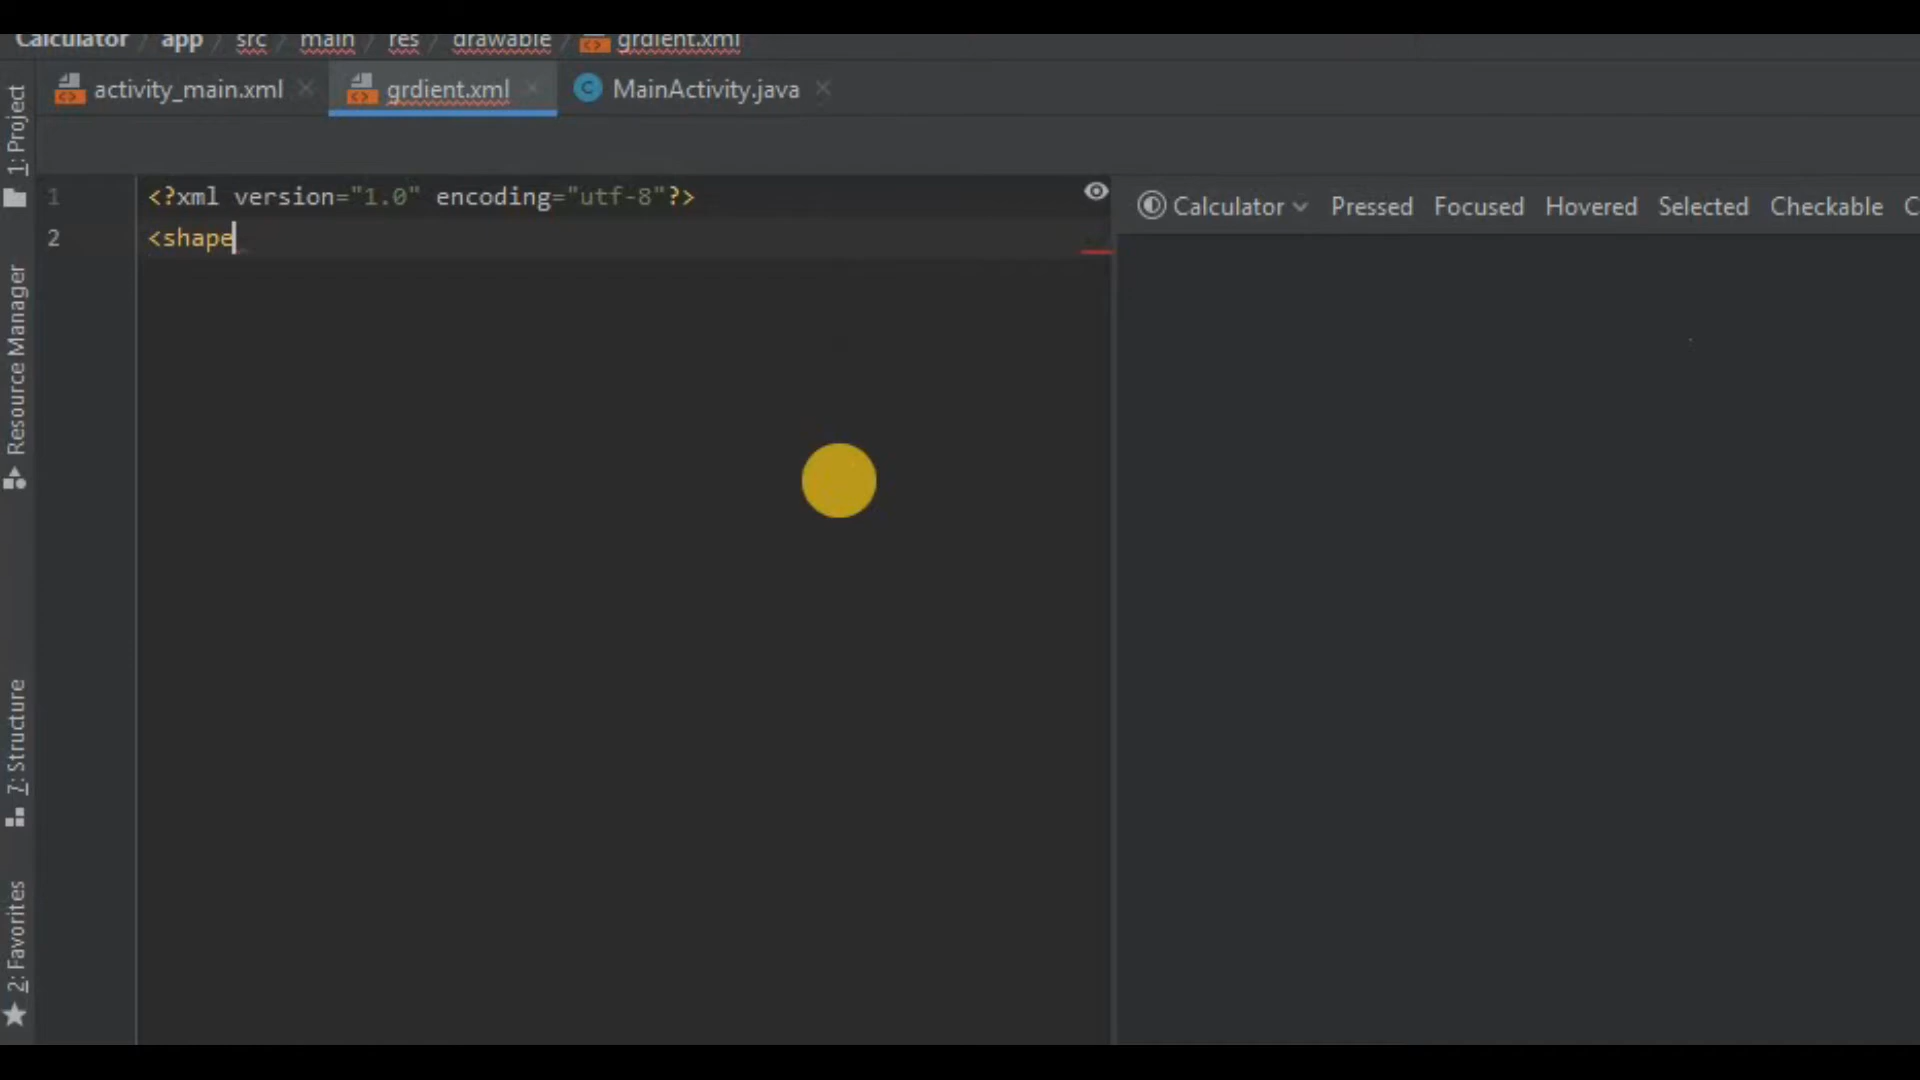 Calculator / app / src / main / res / drawable / grdient.xml
activity_main.xml × grdient.xml × MainActivity.java ×
1: Project
Resource Manager
7: Structure
2: Favorites
1 <?xml version="1.0" encoding="utf-8"?>
2 <shape
Calculator Pressed Focused Hovered Selected Checkable C